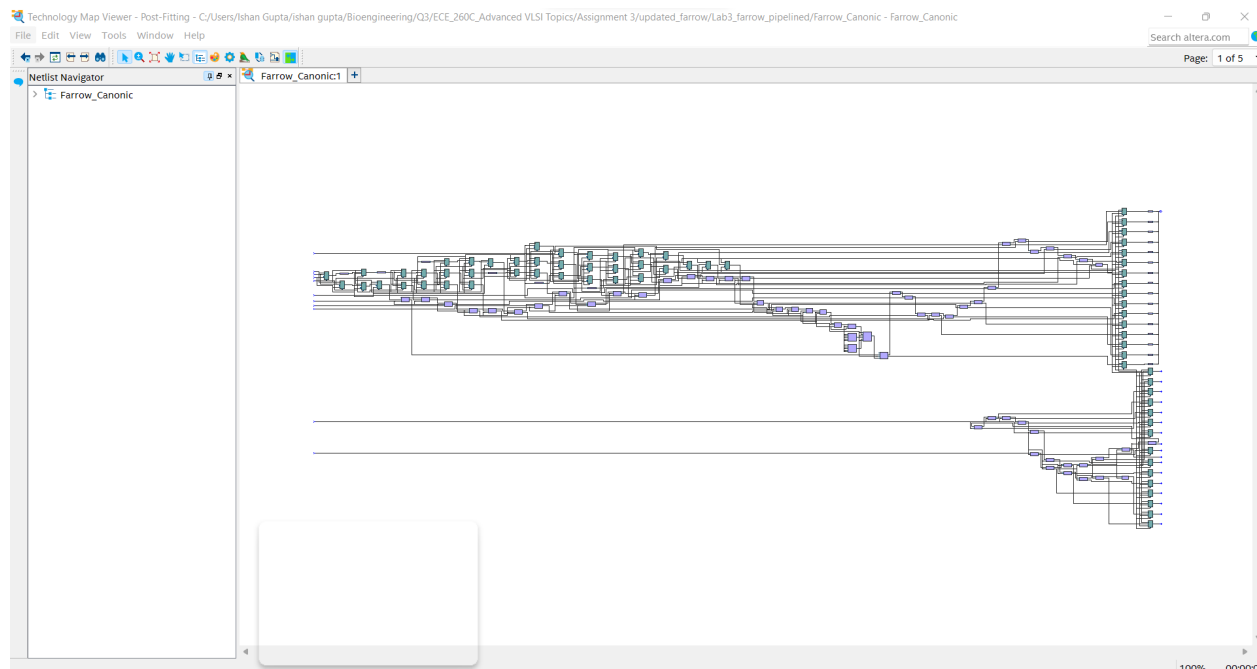 Technology Map Viewer - Post-Fitting - C:/Users/Ishan Gupta/ishan gupta/Bioengineering/Q3/ECE_260C_Advanced VLSI Topics/Assignment 3/updated_farrow/Lab3_farrow_pipelined/Farrow_Canonic - Farrow_Canonic
File Edit View Tools Window Help
Search altera.com
Page: 1 of 5
Netlist Navigator
Farrow_Canonic:1
Farrow_Canonic
100%